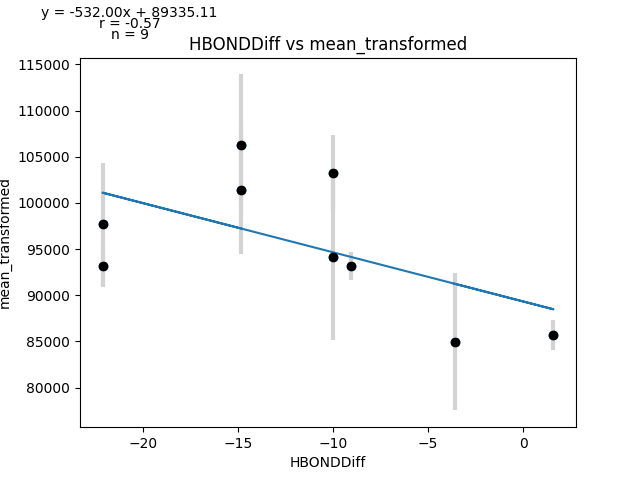 y = -532.00x + 89335.11
r = -0.57
n = 9
HBONDDiff vs mean_transformed
115000
110000
105000
100000
95000
90000
85000
80000
mean_transformed
−20
−15
−10
−5
0
HBONDDiff